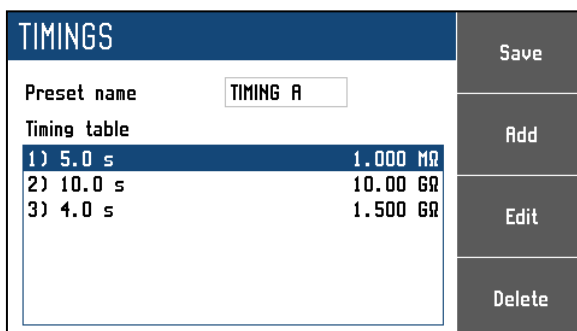 TIMINGS
Save
Preset name TIMING A
Add
Timing table
1) 5.0 s 1.000 MΩ
2) 10.0 s 10.00 GΩ
3) 4.0 s 1.500 GΩ
Edit
Delete